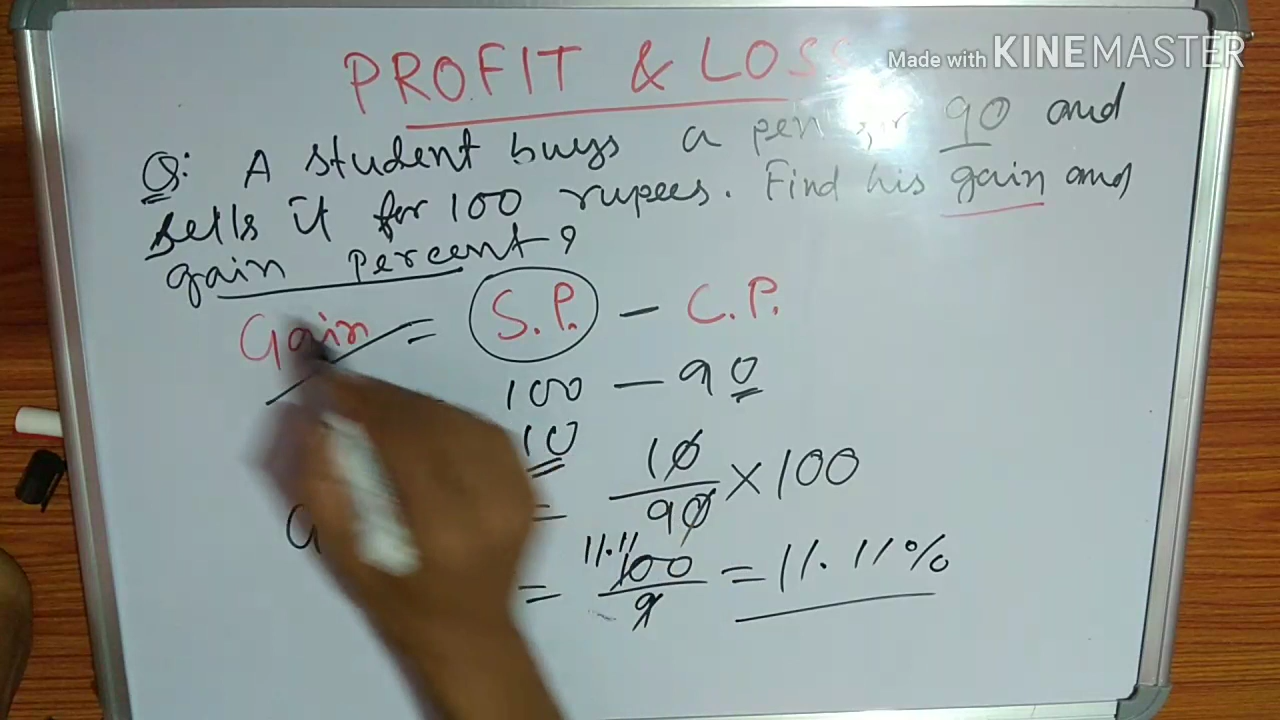 Made with KINEMASTER
PROFIT & LOSS
Q: A student buys a pen 90 and
sells it for 100 rupees. Find his gain and
gain percent?
Gain = S.P. - C.P.
100 - 90
10
10/90 × 100
=
11.11
= 100/9 = 11.11%